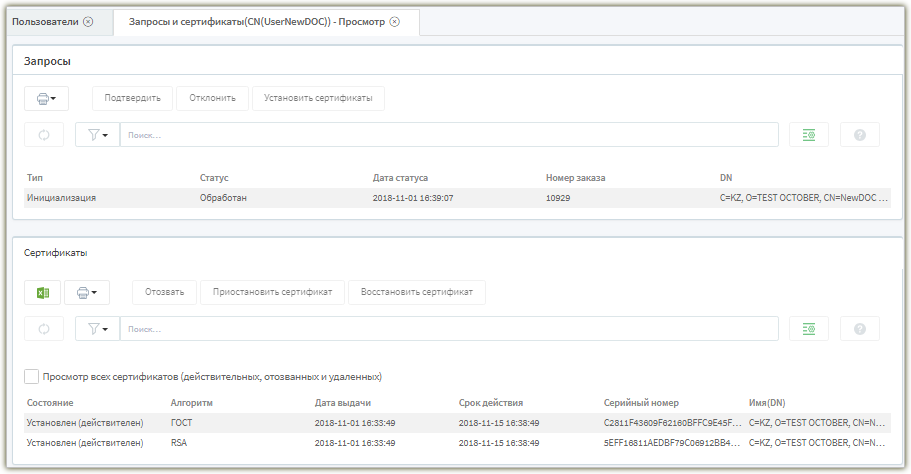 Пользователи Запросы и сертификаты(CN(UserNewDOC)) - Просмотр
Запросы
Подтвердить Отклонить Установить сертификаты
Поиск...
Тип Статус Дата статуса Номер заказа DN
Инициализация Обработан 2018-11-01 16:39:07 10929 C=KZ, O=TEST OCTOBER, CN=NewDOC ...
Сертификаты
Отозвать Приостановить сертификат Восстановить сертификат
Поиск...
Просмотр всех сертификатов (действительных, отозванных и удаленных)
Состояние Алгоритм Дата выдачи Срок действия Серийный номер Имя(DN)
Установлен (действителен) ГОСТ 2018-11-01 16:33:49 2018-11-15 16:38:49 C2811F43609F62160BFFC9E45F... C=KZ, O=TEST OCTOBER, CN=N...
Установлен (действителен) RSA 2018-11-01 16:33:49 2018-11-15 16:38:49 5EFF16811AEDBF79C06912BB4... C=KZ, O=TEST OCTOBER, CN=N...